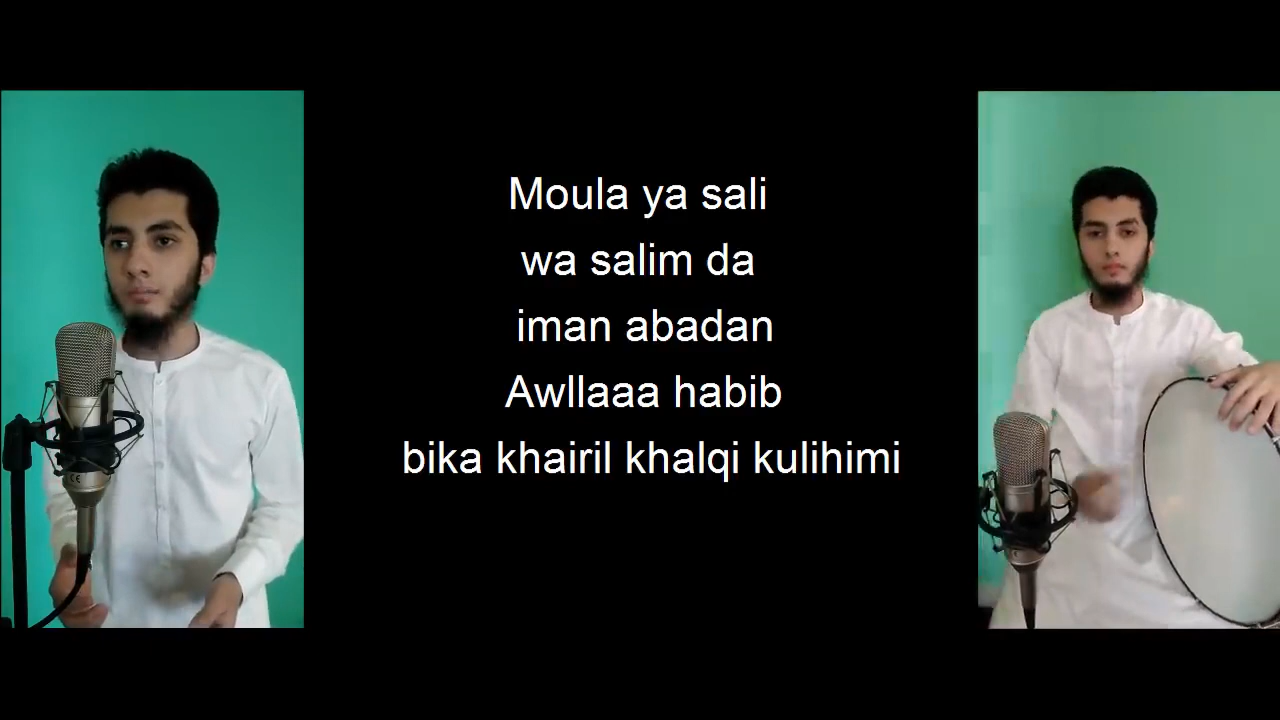 Moula ya sali
wa salim da
iman abadan
Awllaaa habib
bika khairil khalqi kulihimi